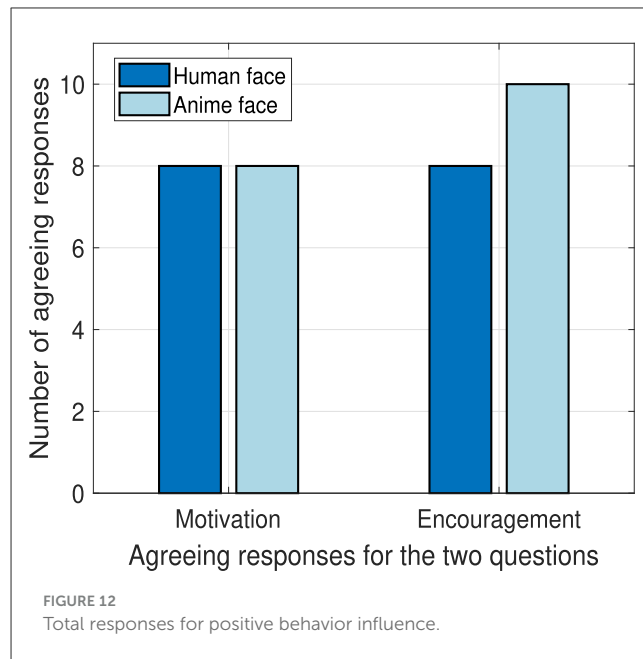 Human face
Anime face
Number of agreeing responses
10
8
6
4
2
0
Motivation Encouragement
Agreeing responses for the two questions
FIGURE 12
Total responses for positive behavior influence.